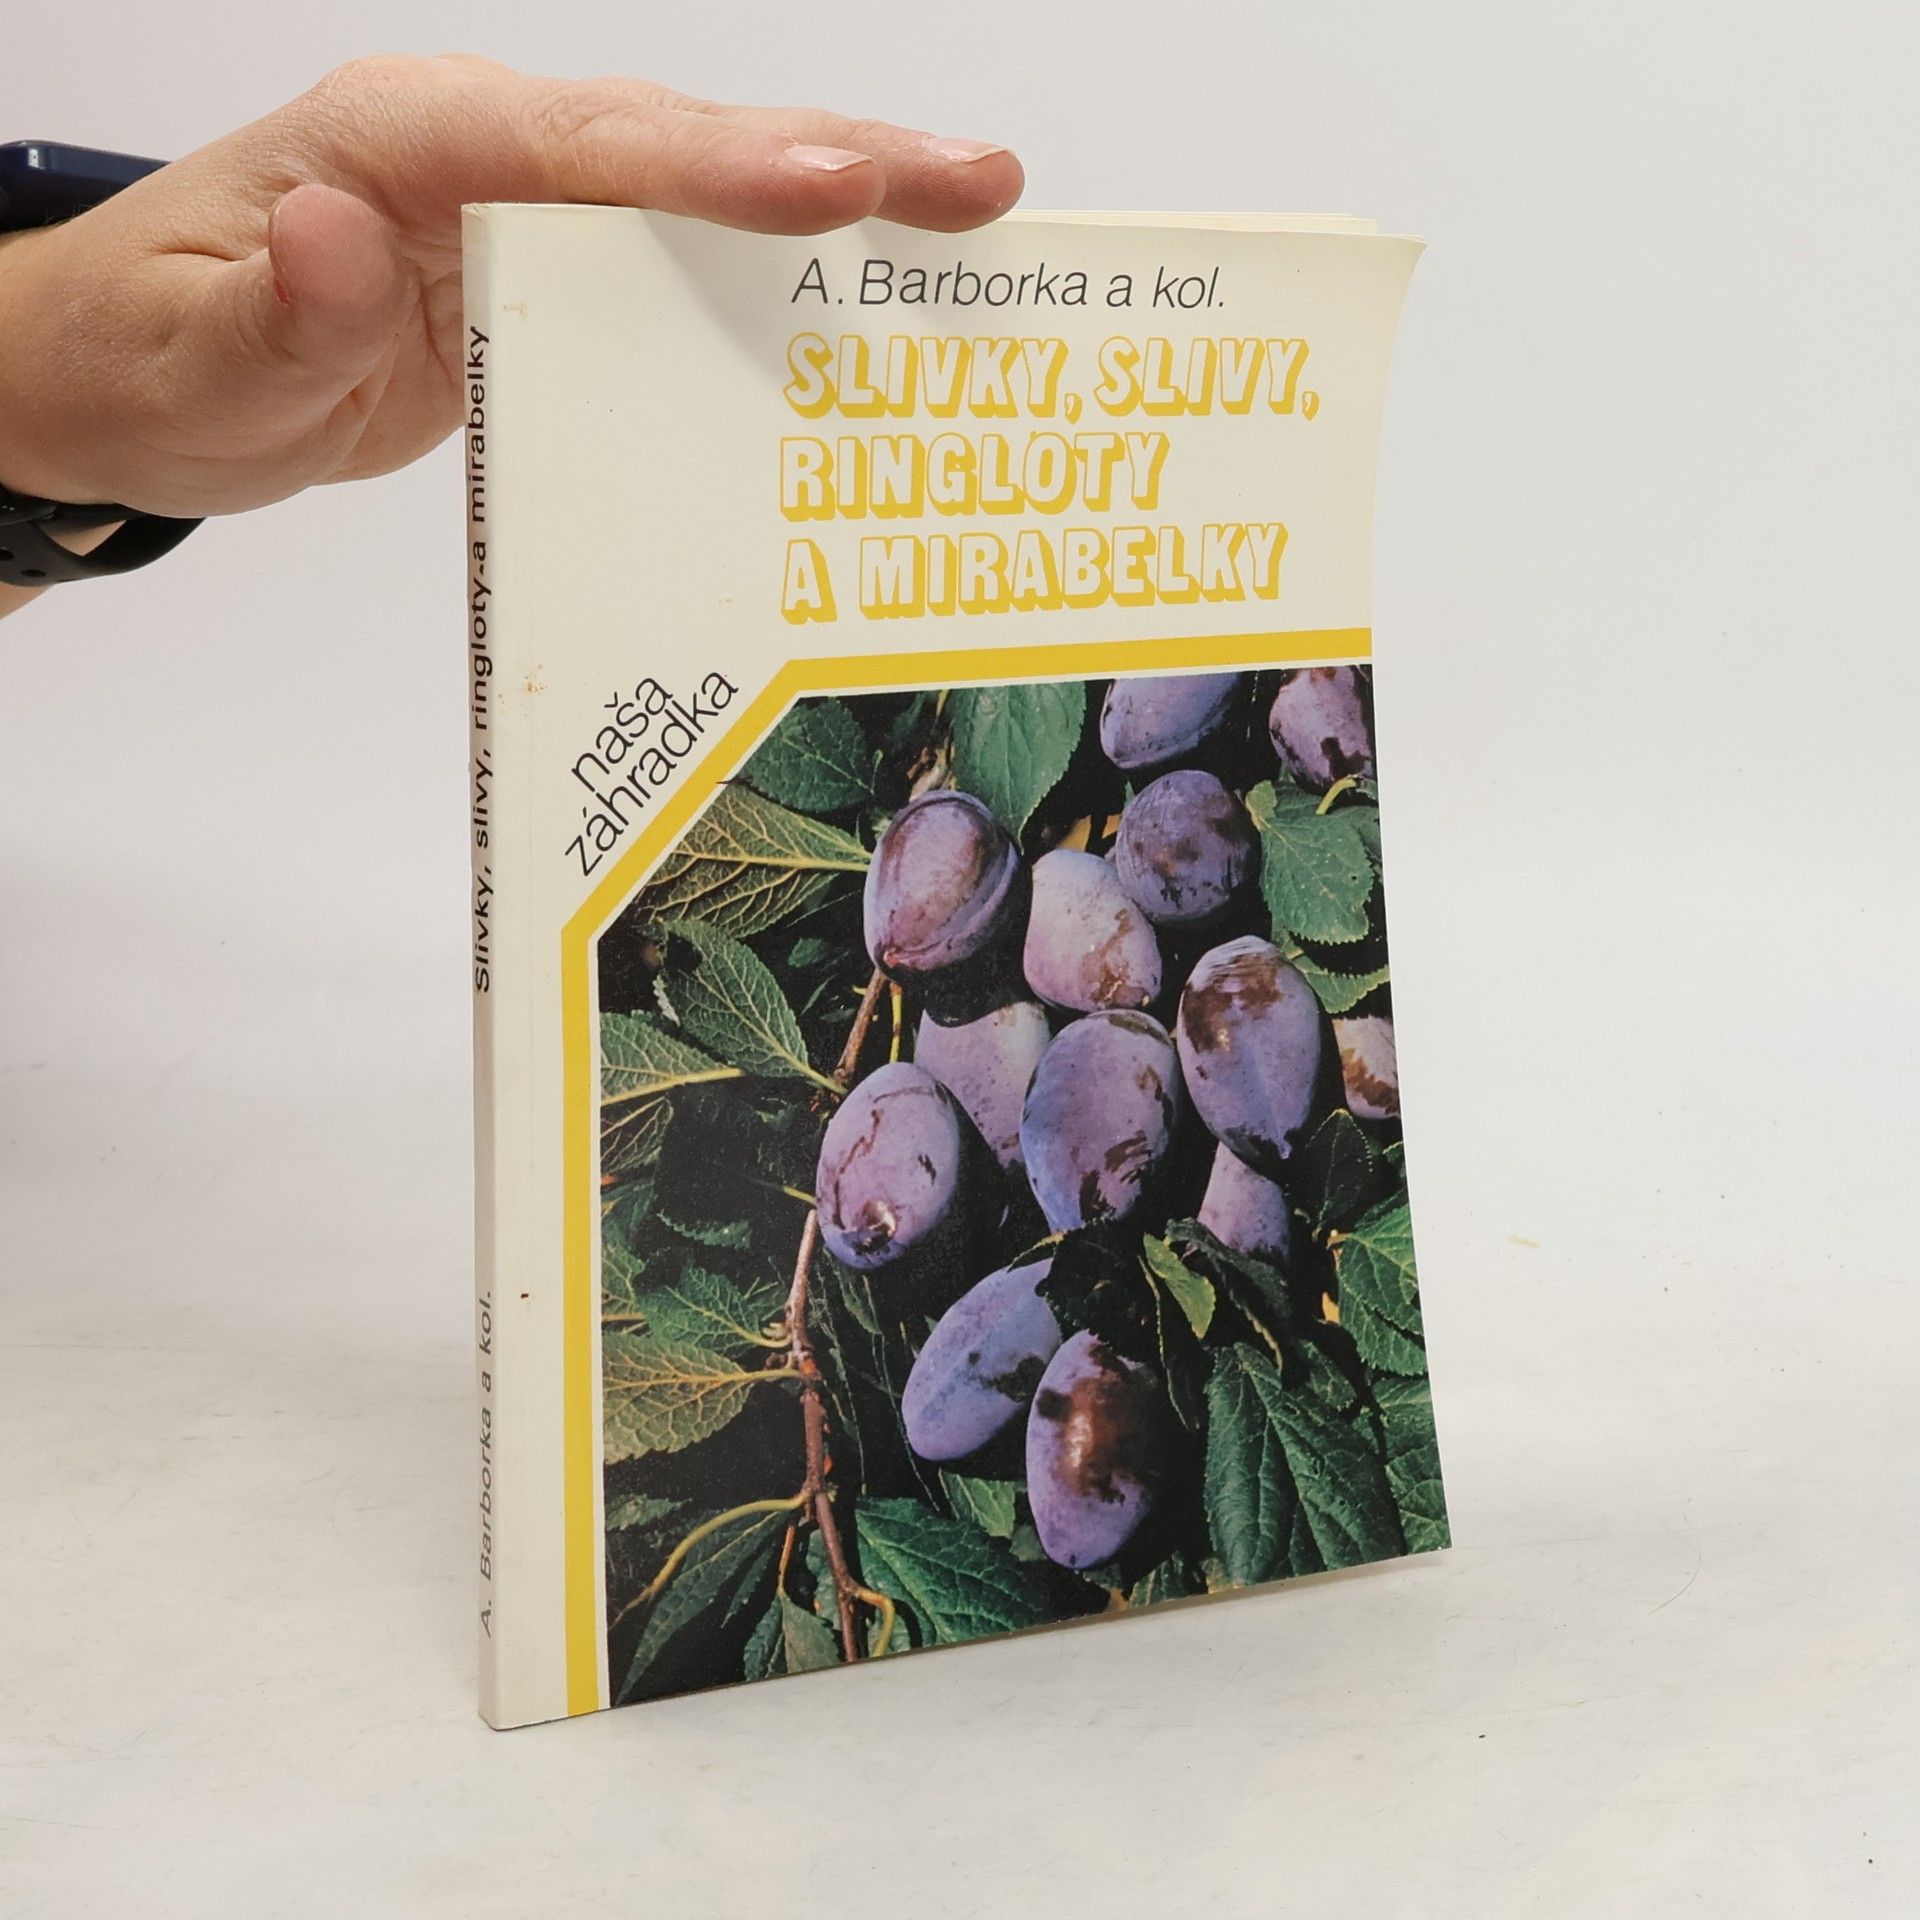 A. Barborka a kol.
SLIVKY, SLIVY,
RINGLOTY
A MIRABELKY
naša
záhradka
A. Barborka a kol. Slivky, slivy, ringloty a mirabelky